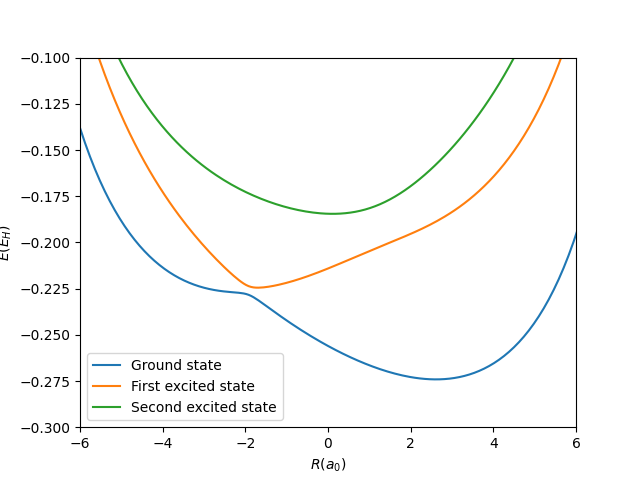 −0.100
−0.125
−0.150
−0.175
−0.200
−0.225
−0.250
−0.275
−0.300
E(E_H)
Ground state
First excited state
Second excited state
−6 −4 −2 0 2 4 6
R(a_0)